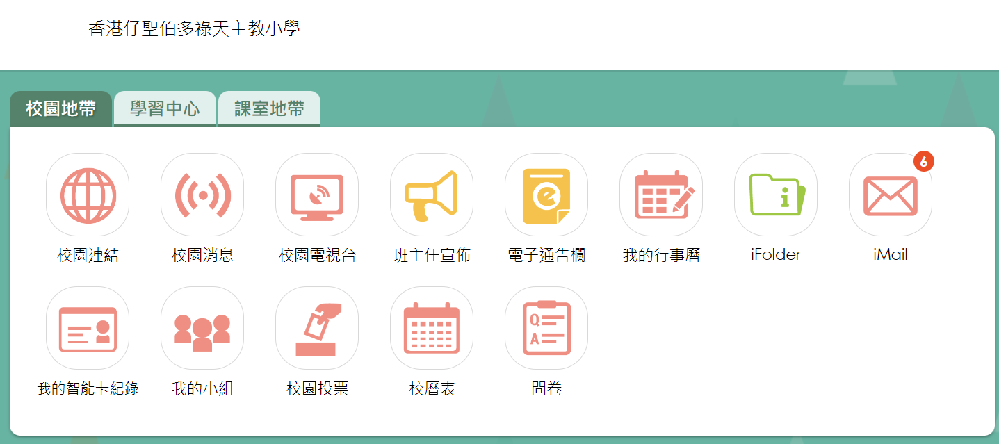 香港仔聖伯多祿天主教小學
校園地帶 學習中心 課室地帶
6
校園連結 校園消息 校園電視台 班主任宣佈 電子通告欄 我的行事曆 iFolder iMail
我的智能卡紀錄 我的小組 校園投票 校曆表 問卷
e
i
Q
A